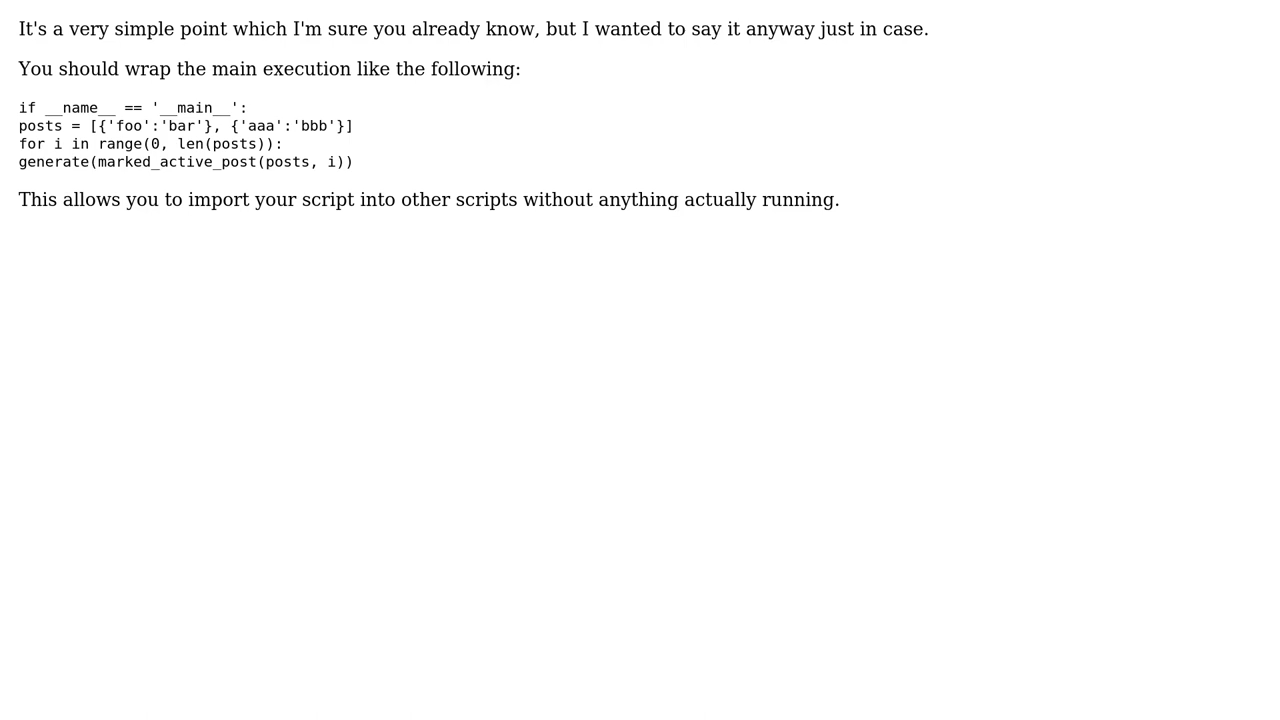 It's a very simple point which I'm sure you already know, but I wanted to say it anyway just in case.
You should wrap the main execution like the following:
if __name__ == '__main__':
posts = [{'foo':'bar'}, {'aaa':'bbb'}]
for i in range(0, len(posts)):
generate(marked_active_post(posts, i))
This allows you to import your script into other scripts without anything actually running.